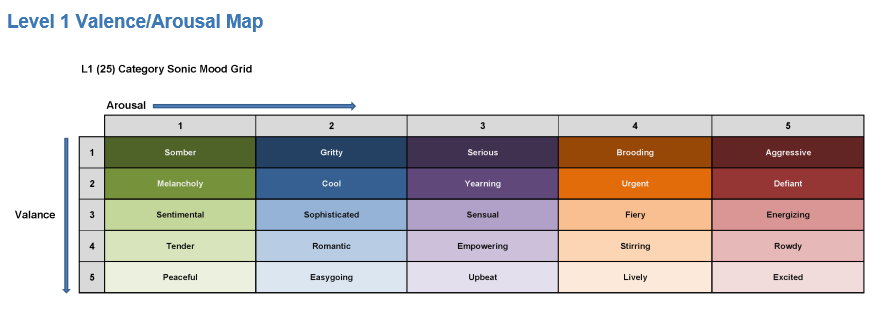 Level 1 Valence/Arousal Map
L1 (25) Category Sonic Mood Grid
Arousal
1 2 3 4 5
1 Somber Gritty Serious Brooding Aggressive
2 Melancholy Cool Yearning Urgent Defiant
Valance
3 Sentimental Sophisticated Sensual Fiery Energizing
4 Tender Romantic Empowering Stirring Rowdy
5 Peaceful Easygoing Upbeat Lively Excited